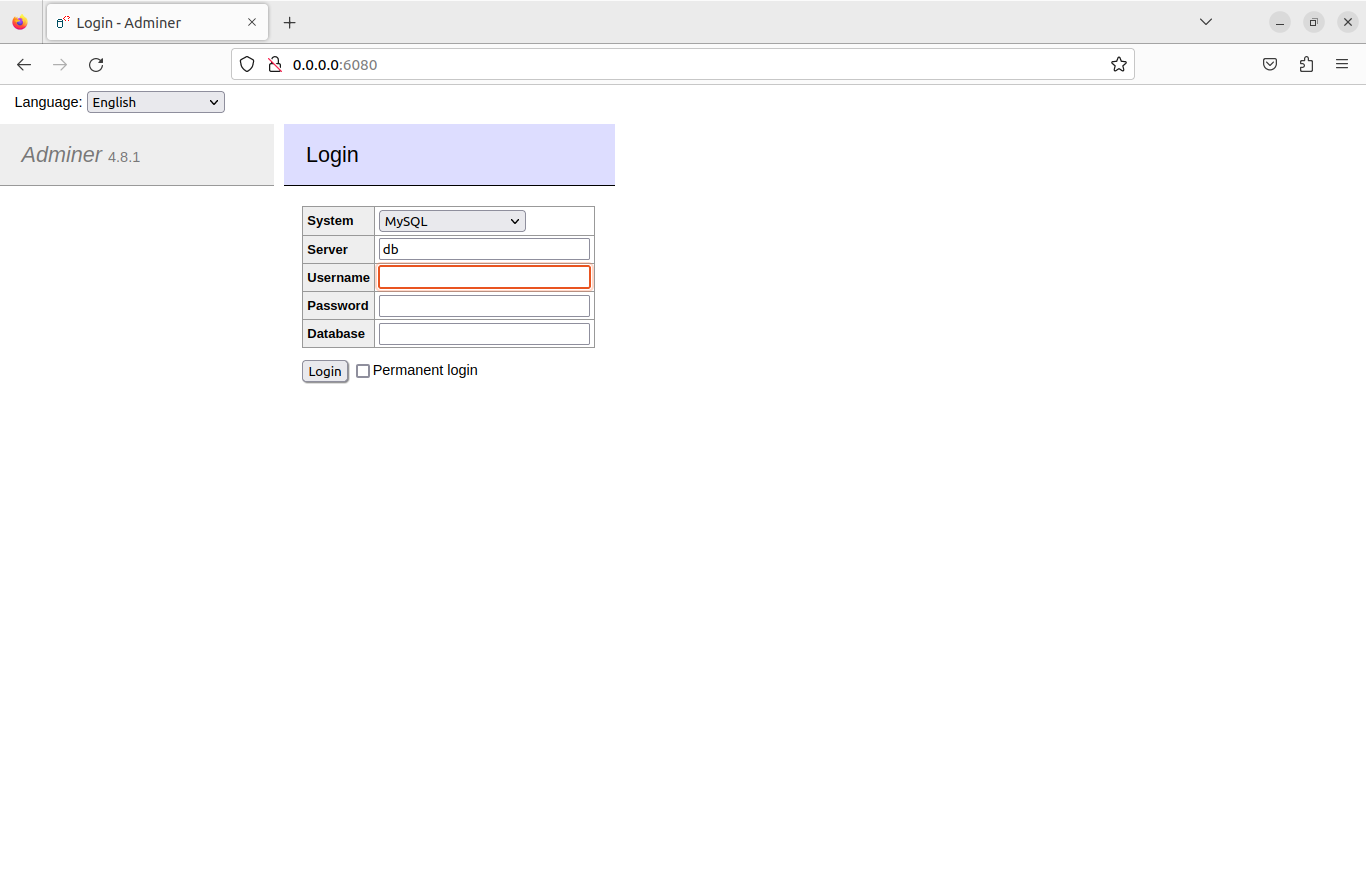 Login - Adminer
0.0.0.0:6080
Language: English
Adminer 4.8.1
Login
System MySQL
Server db
Username
Password
Database
Login Permanent login